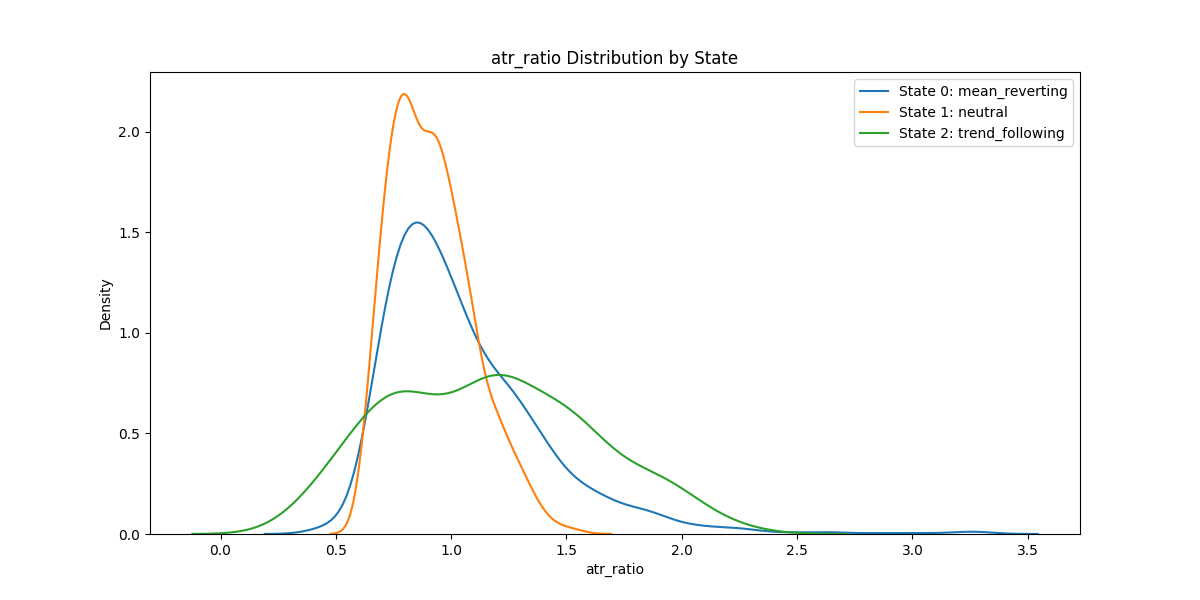 atr_ratio Distribution by State
State 0: mean_reverting
State 1: neutral
State 2: trend_following
Density
2.0
1.5
1.0
0.5
0.0
0.0 0.5 1.0 1.5 2.0 2.5 3.0 3.5
atr_ratio